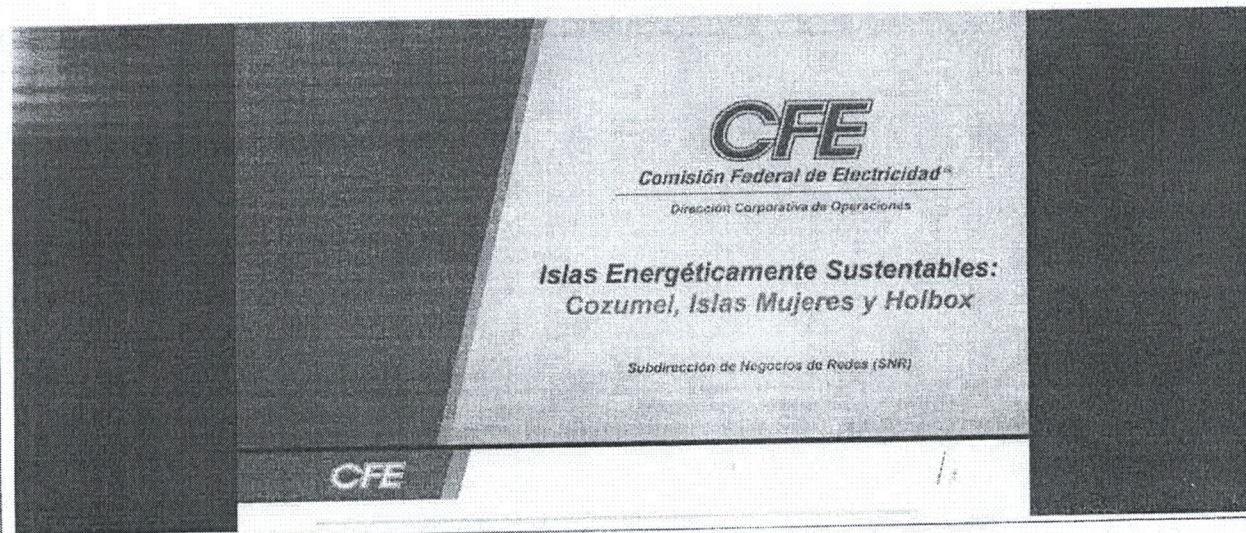 CFE
Comisión Federal de Electricidad
Dirección Corporativa de Operaciones
Islas Energéticamente Sustentables:
Cozumel, Islas Mujeres y Holbox
Subdirección de Negocios de Redes (SNR)
CFE